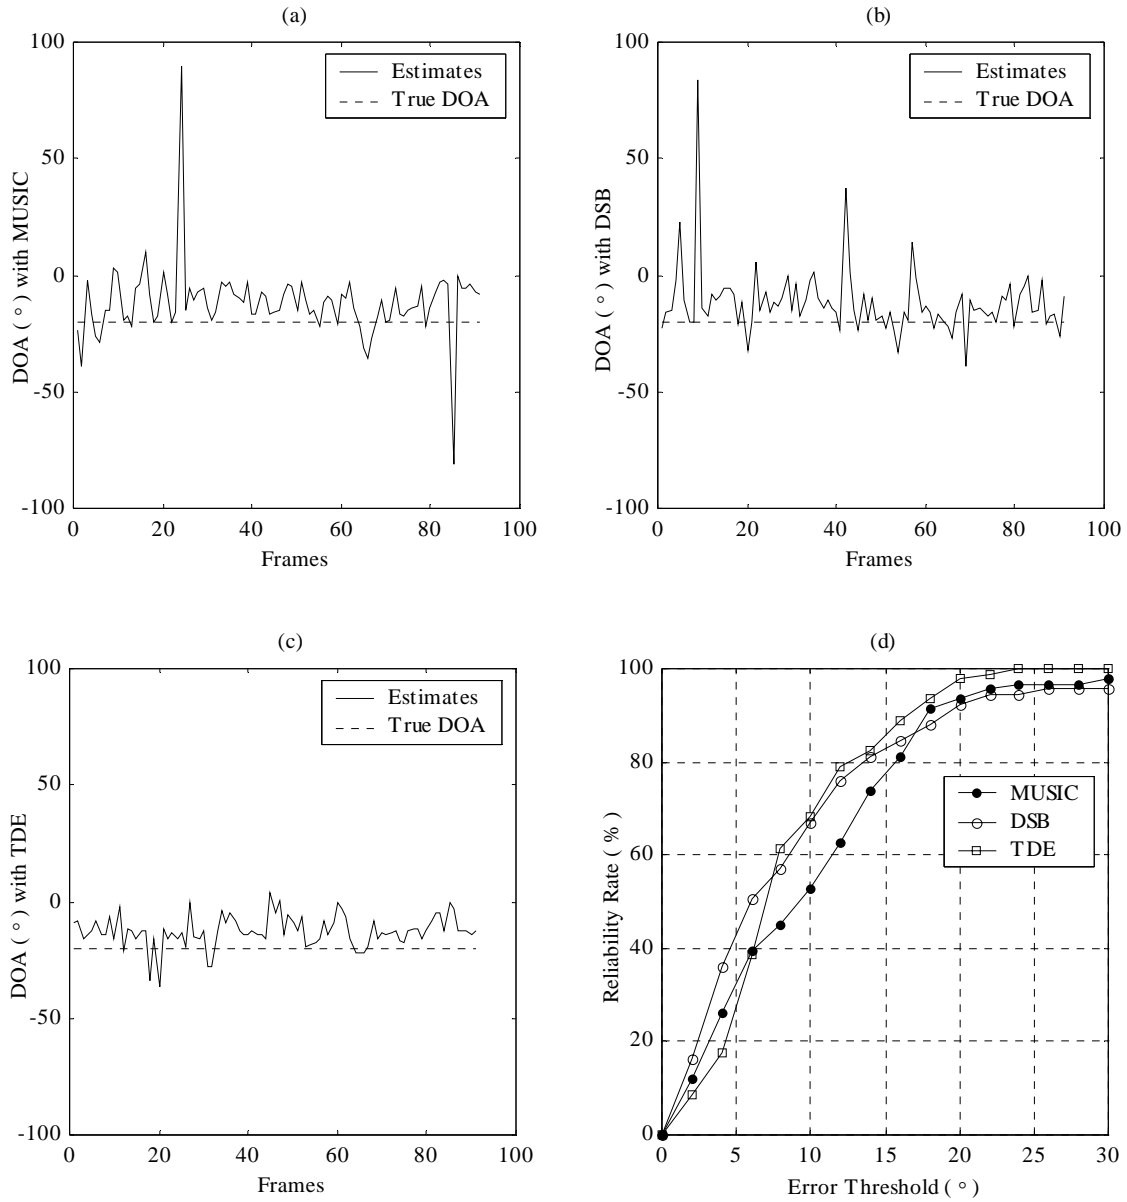 (a)
100
50
0
-50
-100
DOA ( ° ) with MUSIC
Estimates
True DOA
0 20 40 60 80 100
Frames
(b)
100
50
0
-50
-100
DOA ( ° ) with DSB
Estimates
True DOA
0 20 40 60 80 100
Frames
(c)
100
50
0
-50
-100
DOA ( ° ) with TDE
Estimates
True DOA
0 20 40 60 80 100
Frames
(d)
100
80
60
40
20
0
Reliability Rate ( % )
MUSIC
DSB
TDE
0 5 10 15 20 25 30
Error Threshold ( ° )